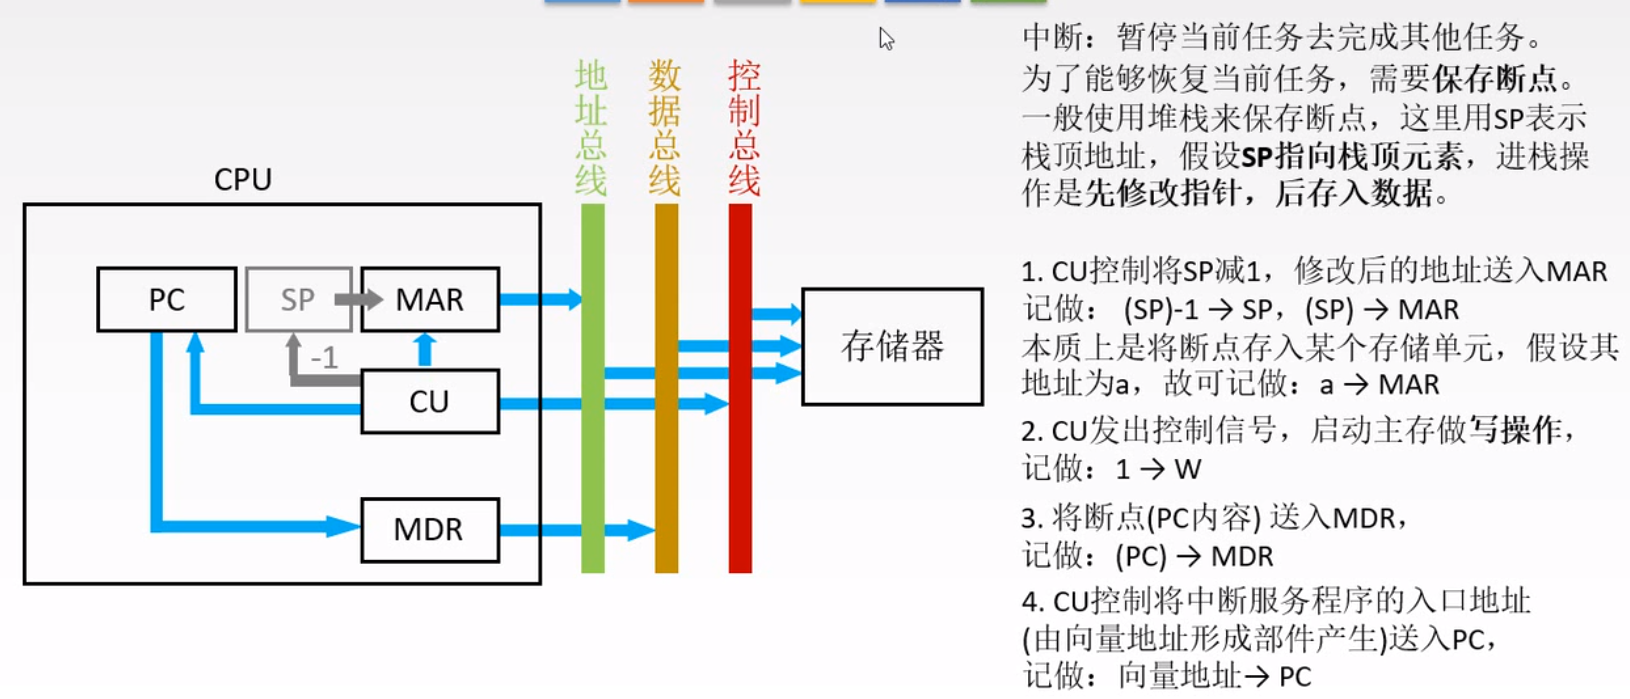 地址总线
数据总线
控制总线
CPU
PC
SP
MAR
-1
CU
MDR
存储器
中断：暂停当前任务去完成其他任务。
为了能够恢复当前任务，需要保存断点。
一般使用堆栈来保存断点，这里用SP表示
栈顶地址，假设SP指向栈顶元素，进栈操
作是先修改指针，后存入数据。
1. CU控制将SP减1，修改后的地址送入MAR
记做： (SP)-1 → SP，(SP) → MAR
本质上是将断点存入某个存储单元，假设其
地址为a，故可记做：a → MAR
2. CU发出控制信号，启动主存做写操作，
记做：1 → W
3. 将断点(PC内容) 送入MDR，
记做：(PC) → MDR
4. CU控制将中断服务程序的入口地址
(由向量地址形成部件产生)送入PC，
记做：向量地址→ PC